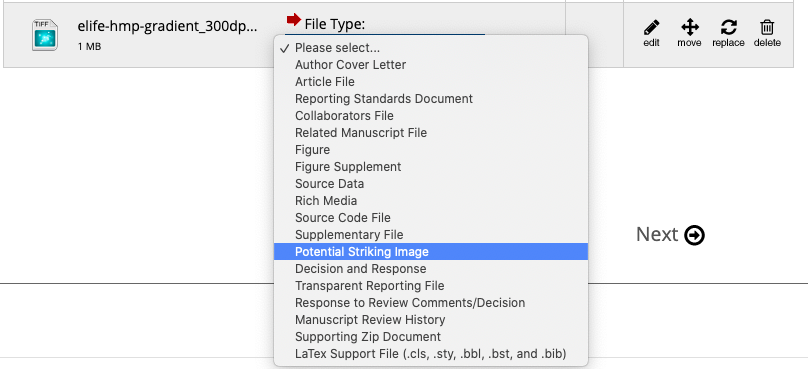 TIFF
elife-hmp-gradient_300dp...
1 MB
File Type:
edit
move
replace
delete
✓ Please select...
Author Cover Letter
Article File
Reporting Standards Document
Collaborators File
Related Manuscript File
Figure
Figure Supplement
Source Data
Rich Media
Source Code File
Supplementary File
Potential Striking Image
Decision and Response
Transparent Reporting File
Response to Review Comments/Decision
Manuscript Review History
Supporting Zip Document
LaTex Support File (.cls, .sty, .bbl, .bst, and .bib)
Next